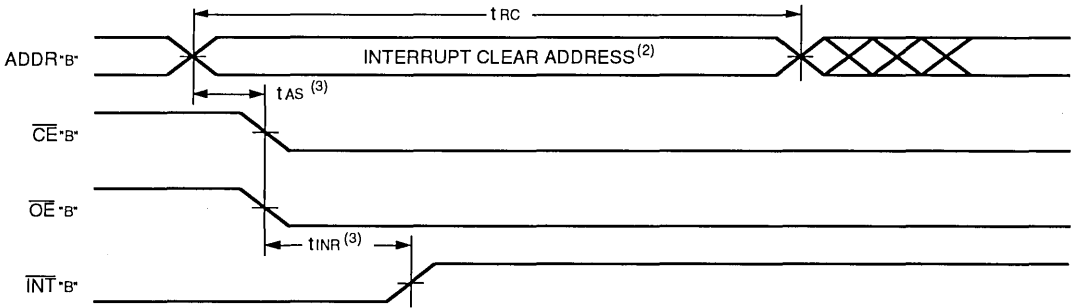 tRC
ADDR"B"
INTERRUPT CLEAR ADDRESS(2)
tAS (3)
CE"B"
OE"B"
tINR(3)
INT"B"